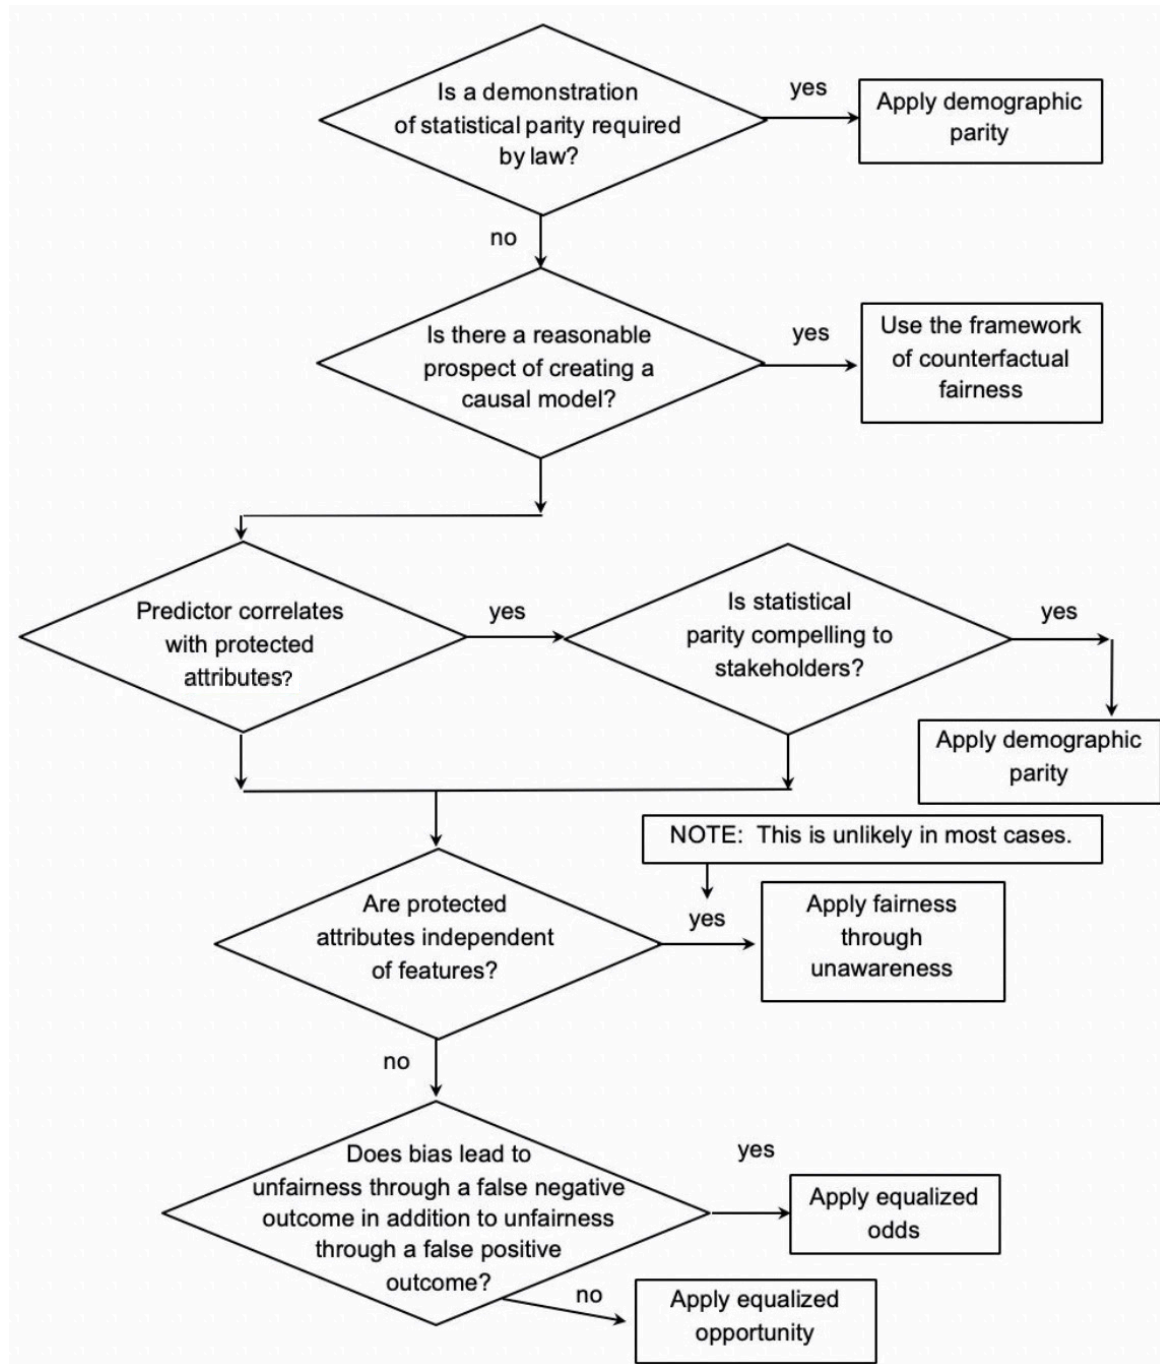 Is a demonstration
of statistical parity required
by law?
yes
Apply demographic
parity
no
Is there a reasonable
prospect of creating a
causal model?
yes
Use the framework
of counterfactual
fairness
Predictor correlates
with protected
attributes?
yes
Is statistical
parity compelling to
stakeholders?
yes
Apply demographic
parity
NOTE: This is unlikely in most cases.
Are protected
attributes independent
of features?
yes
Apply fairness
through
unawareness
no
Does bias lead to
unfairness through a false negative
outcome in addition to unfairness
through a false positive
outcome?
yes
Apply equalized
odds
no
Apply equalized
opportunity